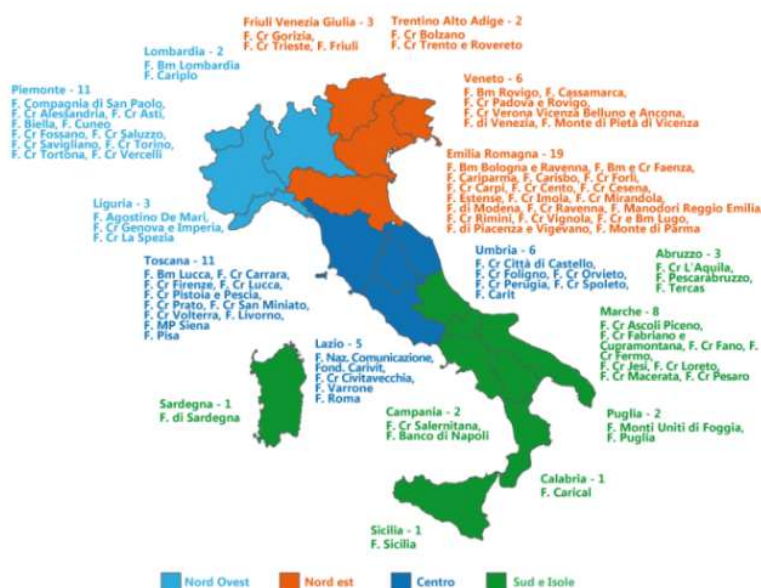 Friuli Venezia Giulia - 3
F. Cr Gorizia,
F. Cr Trieste, F. Friuli
Trentino Alto Adige - 2
F. Cr Bolzano
F. Cr Trento e Rovereto
Lombardia - 2
F. Bm Lombardia
F. Cariplo
Piemonte - 11
F. Compagnia di San Paolo,
F. Cr Alessandria, F. Cr Asti,
F. Biella, F. Cuneo
F. Cr Fossano, F. Cr Saluzzo,
F. Cr Savigliano, F. Cr Torino,
F. Cr Tortona, F. Cr Vercelli
Veneto - 6
F. Bm Rovigo, F. Cassamarca,
F. Cr Padova e Rovigo,
F. Cr Verona Vicenza Belluno e Ancona,
F. di Venezia, F. Monte di Pietà di Vicenza
Emilia Romagna - 19
F. Bm Bologna e Ravenna, F. Bm e Cr Faenza,
F. Cariparma, F. Carisbo, F. Cr Forlì,
F. Cr Carpi, F. Cr Cento, F. Cr Cesena,
F. Estense, F. Cr Imola, F. Cr Mirandola,
F. di Modena, F. Cr Ravenna, F. Manodori Reggio Emilia,
F. Cr Rimini, F. Cr Vignola, F. Cr e Bm Lugo,
F. di Piacenza e Vigevano, F. Monte di Parma
Liguria - 3
F. Agostino De Mari,
F. Cr Genova e Imperia,
F. Cr La Spezia
Toscana - 11
F. Bm Lucca, F. Cr Carrara,
F. Cr Firenze, F. Cr Lucca,
F. Cr Pistoia e Pescia,
F. Cr Prato, F. Cr San Miniato,
F. Cr Volterra, F. Livorno,
F. MP Siena
F. Pisa
Umbria - 6
F. Cr Città di Castello,
F. Cr Foligno, F. Cr Orvieto,
F. Cr Perugia, F. Cr Spoleto,
F. Carit
Abruzzo - 3
F. Cr L'Aquila,
F. Pescarabruzzo,
F. Tercas
Marche - 8
F. Cr Ascoli Piceno,
F. Cr Fabriano e
Cupramontana, F. Cr Fano, F.
Cr Fermo,
F. Cr Jesi, F. Cr Loreto,
F. Cr Macerata, F. Cr Pesaro
Lazio - 5
F. Naz. Comunicazione,
Fond. Carivit,
F. Cr Civitavecchia,
F. Varrone
F. Roma
Sardegna - 1
F. di Sardegna
Campania - 2
F. Cr Salernitana,
F. Banco di Napoli
Puglia - 2
F. Monti Uniti di Foggia,
F. Puglia
Calabria - 1
F. Carical
Sicilia - 1
F. Sicilia
Nord Ovest
Nord est
Centro
Sud e Isole